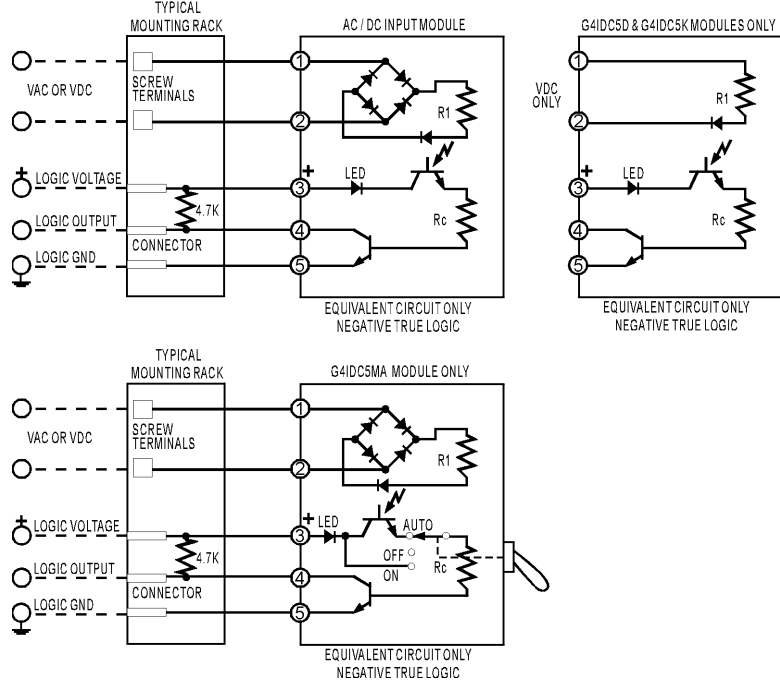 TYPICAL
MOUNTING RACK
AC / DC INPUT MODULE
G4IDC5D & G4IDC5K MODULES ONLY
VAC OR VDC
SCREW
TERMINALS
1
2
R1
VDC
ONLY
1
2
R1
+
LOGIC VOLTAGE
LOGIC OUTPUT
LOGIC GND
4.7K
CONNECTOR
3
+
LED
4
5
Rc
+
3
LED
4
5
Rc
EQUIVALENT CIRCUIT ONLY
NEGATIVE TRUE LOGIC
EQUIVALENT CIRCUIT ONLY
NEGATIVE TRUE LOGIC
TYPICAL
MOUNTING RACK
G4IDC5MA MODULE ONLY
VAC OR VDC
SCREW
TERMINALS
1
2
R1
+
LOGIC VOLTAGE
LOGIC OUTPUT
LOGIC GND
4.7K
CONNECTOR
3
+
LED
AUTO
OFF
ON
Rc
4
5
EQUIVALENT CIRCUIT ONLY
NEGATIVE TRUE LOGIC